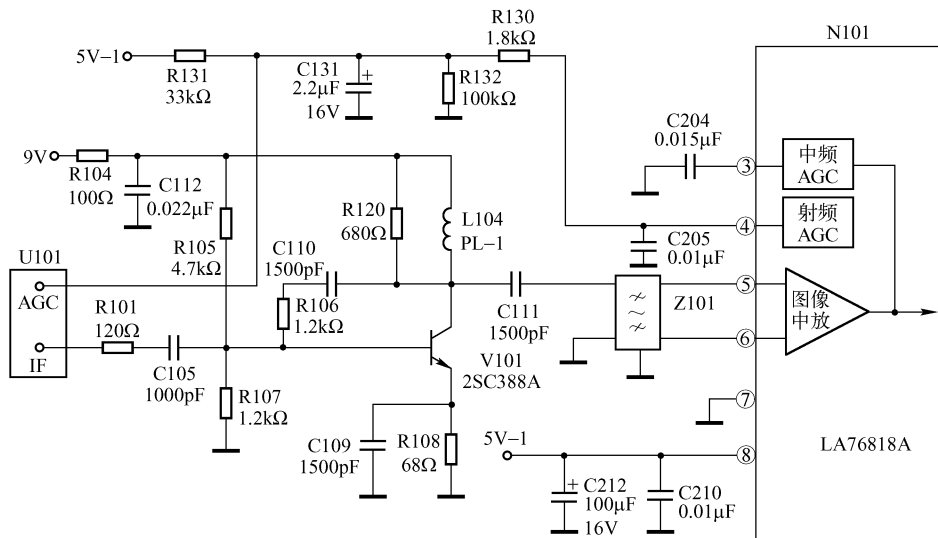 R130
1.8kΩ
N101
5V-1
R131
33kΩ
C131
2.2μF
16V
+
R132
100kΩ
C204
0.015μF
③
中频
AGC
9V
R104
100Ω
C112
0.022μF
R120
680Ω
L104
PL-1
④
射频
AGC
C205
0.01μF
R105
4.7kΩ
U101
AGC
IF
C110
1500pF
R106
1.2kΩ
R101
120Ω
C105
1000pF
C111
1500pF
Z101
⑤
⑥
图像
中放
V101
2SC388A
R107
1.2kΩ
⑦
C109
1500pF
R108
68Ω
5V-1
⑧
LA76818A
+
C212
100μF
16V
C210
0.01μF